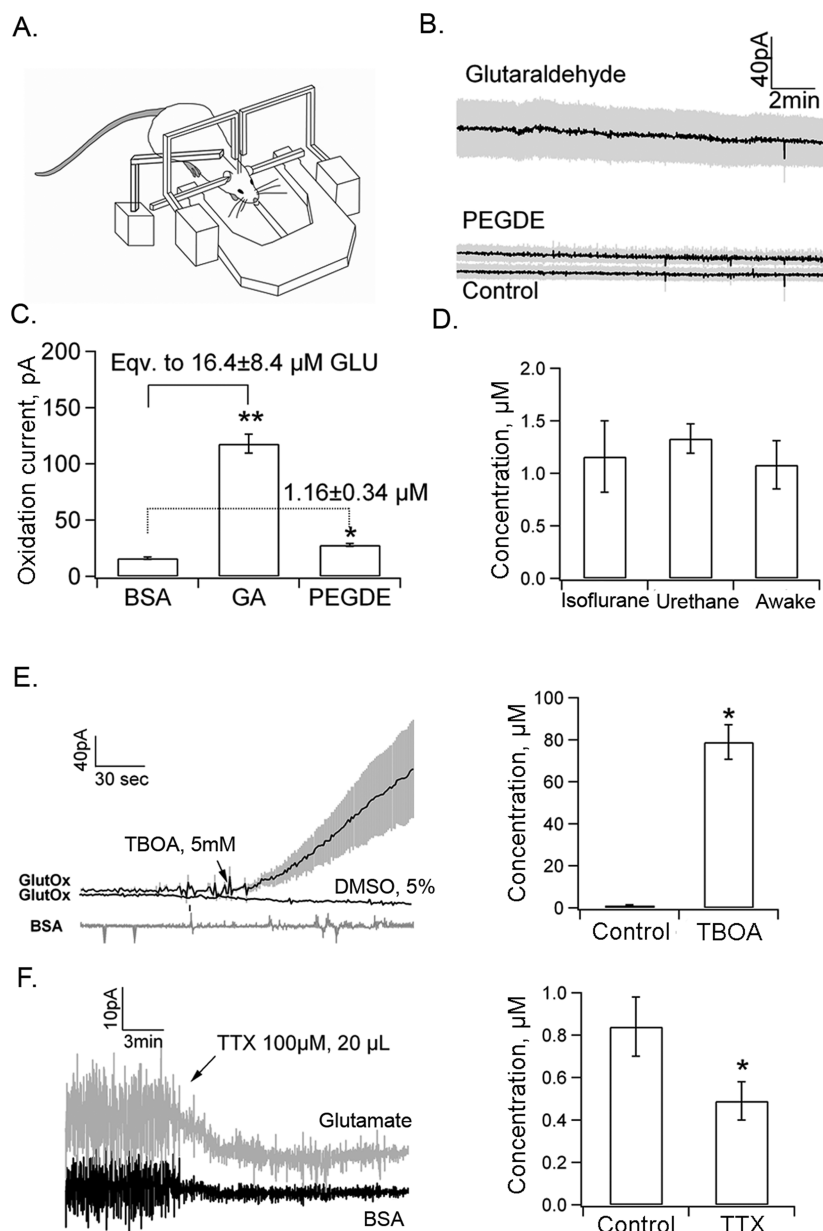 A.
B.
Glutaraldehyde
40pA
2min
PEGDE
Control
C.
Oxidation current, pA
200
150
100
50
0
Eqv. to 16.4±8.4 µM GLU
**
1.16±0.34 µM
*
BSA GA PEGDE
D.
Concentration, µM
2.0
1.5
1.0
0.5
0.0
Isoflurane Urethane Awake
E.
40pA
30 sec
TBOA, 5mM
GlutOx
GlutOx
DMSO, 5%
BSA
Concentration, µM
100
80
60
40
20
0
*
Control TBOA
F.
10pA
3min
TTX 100µM, 20 µL
Glutamate
BSA
Concentration, µM
1.0
0.8
0.6
0.4
0.2
0.0
*
Control TTX